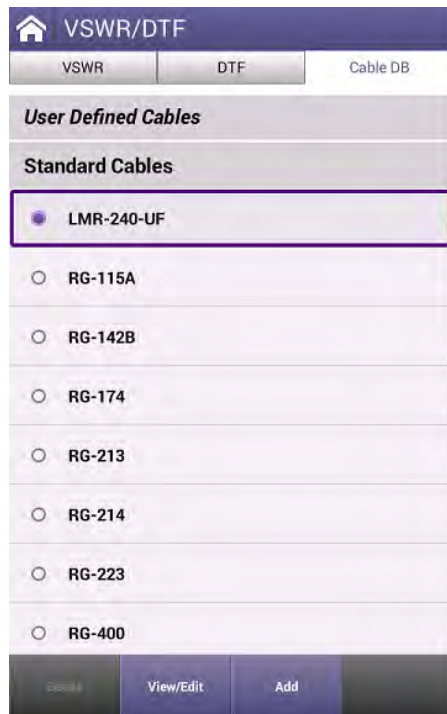 VSWR/DTF
VSWR DTF Cable DB
User Defined Cables
Standard Cables
LMR-240-UF
RG-115A
RG-142B
RG-174
RG-213
RG-214
RG-223
RG-400
View/Edit Add